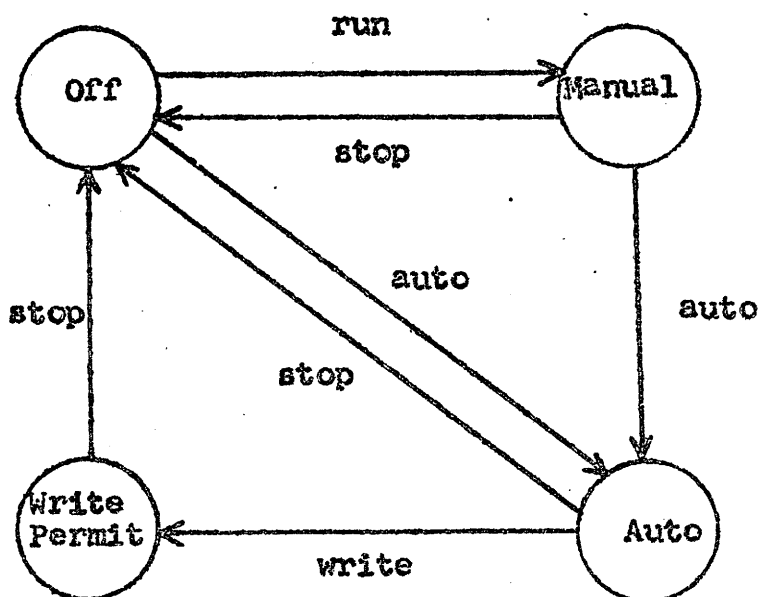 run
Off
Manual
stop
auto
stop
auto
stop
Write
Permit
Auto
write